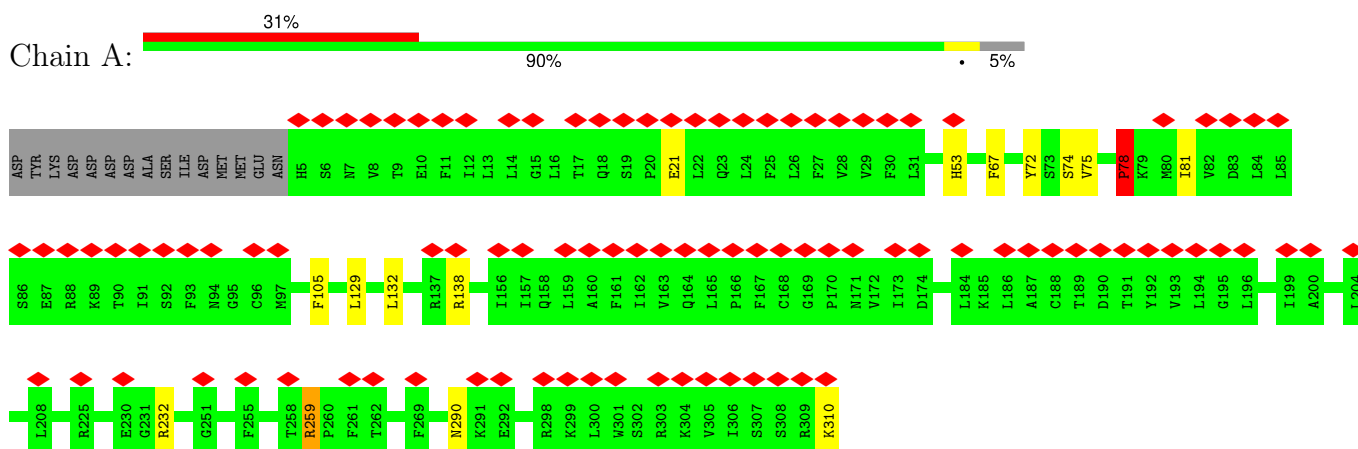 Chain A:
31%
90%
•
5%
ASP TYR LYS ASP ASP ASP ASP ALA SER ILE ASP MET MET GLU ASN H5 S6 N7 V8 T9 E10 F11 I12 L13 L14 G15 L16 T17 Q18 S19 P20 E21 L22 Q23 L24 F25 L26 F27 V28 V29 F30 L31 H53 F67 Y72 S73 S74 V75 P78 K79 M80 I81 V82 D83 L84 L85
S86 E87 R88 K89 T90 I91 S92 F93 N94 G95 C96 M97 F105 L129 L132 R137 R138 I156 I157 Q158 L159 A160 F161 I162 V163 Q164 L165 P166 F167 C168 G169 P170 N171 V172 I173 D174 L184 K185 L186 A187 C188 T189 D190 T191 Y192 V193 L194 G195 L196 I199 A200 L204
L208 R225 E230 G231 R232 G251 F255 T258 R259 P260 F261 T262 F269 N290 K291 E292 R298 K299 L300 W301 S302 R303 K304 V305 I306 S307 S308 R309 K310